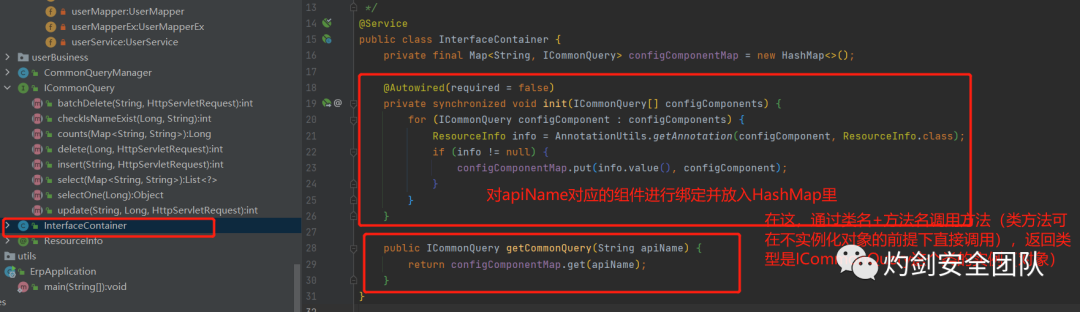 userMapper:UserMapper
userMapperEx:UserMapperEx
userService:UserService
userBusiness
CommonQueryManager
ICommonQuery
batchDelete(String, HttpServletRequest):int
checkIsNameExist(Long, String):int
counts(Map<String, String>):Long
delete(Long, HttpServletRequest):int
insert(String, HttpServletRequest):int
select(Map<String, String>):List<?>
selectOne(Long):Object
update(String, Long, HttpServletRequest):int
InterfaceContainer
ResourceInfo
utils
ErpApplication
main(String[]):void
13 */
14 @Service
15 public class InterfaceContainer {
16 private final Map<String, ICommonQuery> configComponentMap = new HashMap<>();
17
18 @Autowired(required = false)
19 @ private synchronized void init(ICommonQuery[] configComponents) {
20 for (ICommonQuery configComponent : configComponents) {
21 ResourceInfo info = AnnotationUtils.getAnnotation(configComponent, ResourceInfo.class);
22 if (info != null) {
23 configComponentMap.put(info.value(), configComponent);
24 }
25 }
26 }
27
28 public ICommonQuery getCommonQuery(String apiName) {
29 return configComponentMap.get(apiName);
30 }
31 }
对apiName对应的组件进行绑定并放入HashMap里
在这，通过类名+方法名调用方法（类方法可
在不实例化对象的前提下直接调用），返回类
型是ICom
灼剑安全团队